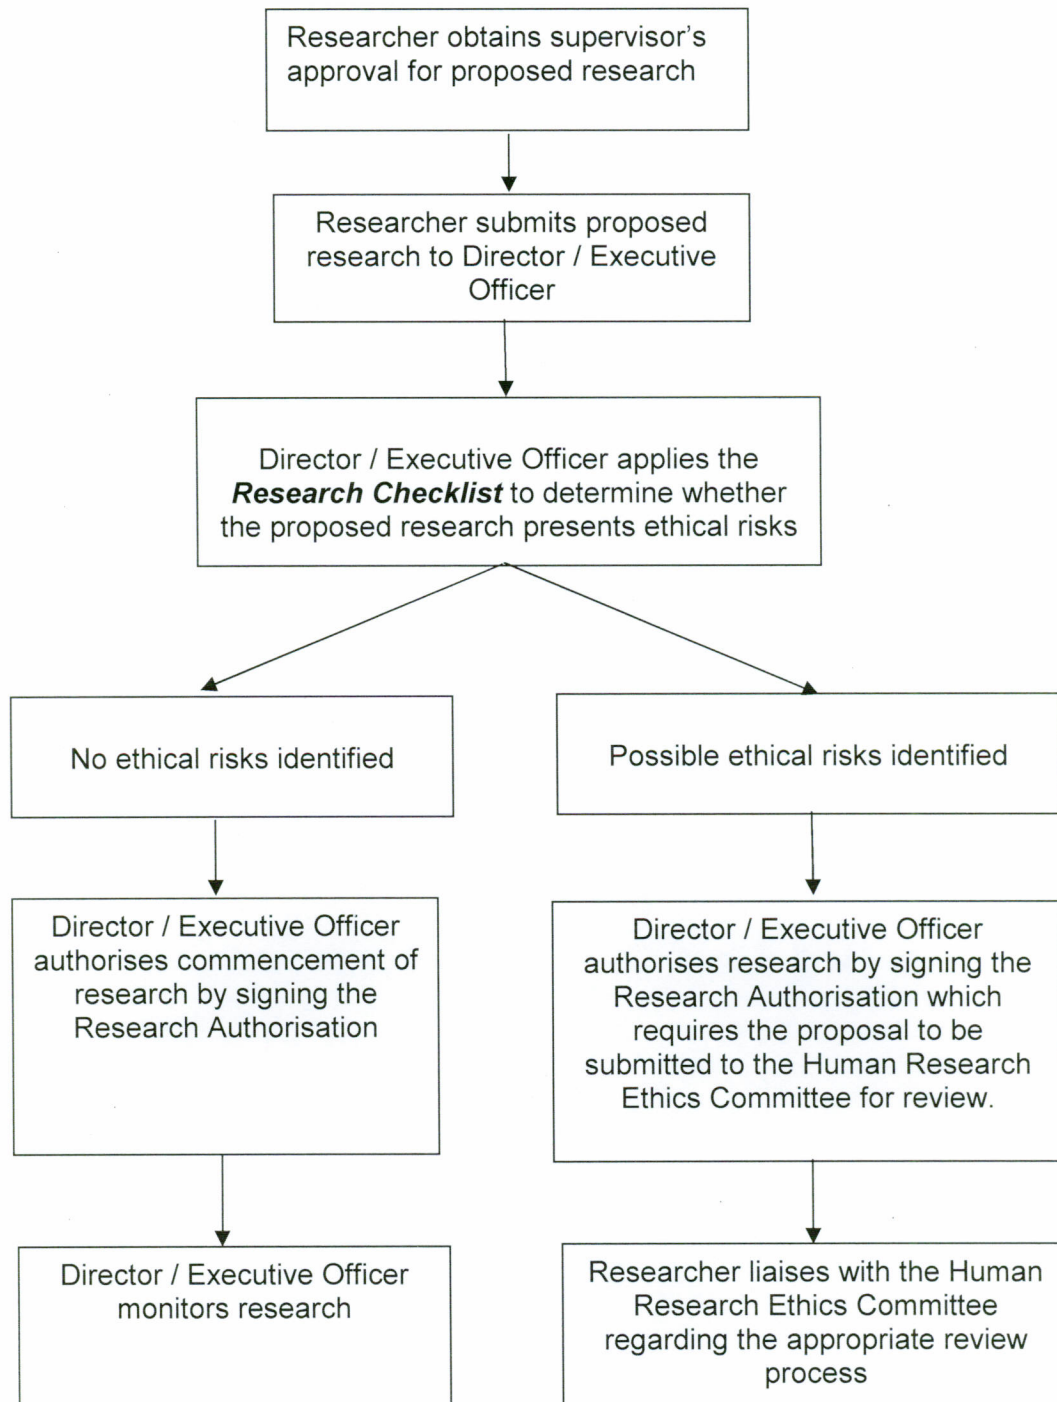 Researcher obtains supervisor's
approval for proposed research
Researcher submits proposed
research to Director / Executive
Officer
Director / Executive Officer applies the
Research Checklist to determine whether
the proposed research presents ethical risks
No ethical risks identified
Possible ethical risks identified
Director / Executive Officer
authorises commencement of
research by signing the
Research Authorisation
Director / Executive Officer
authorises research by signing the
Research Authorisation which
requires the proposal to be
submitted to the Human Research
Ethics Committee for review.
Director / Executive Officer
monitors research
Researcher liaises with the Human
Research Ethics Committee
regarding the appropriate review
process